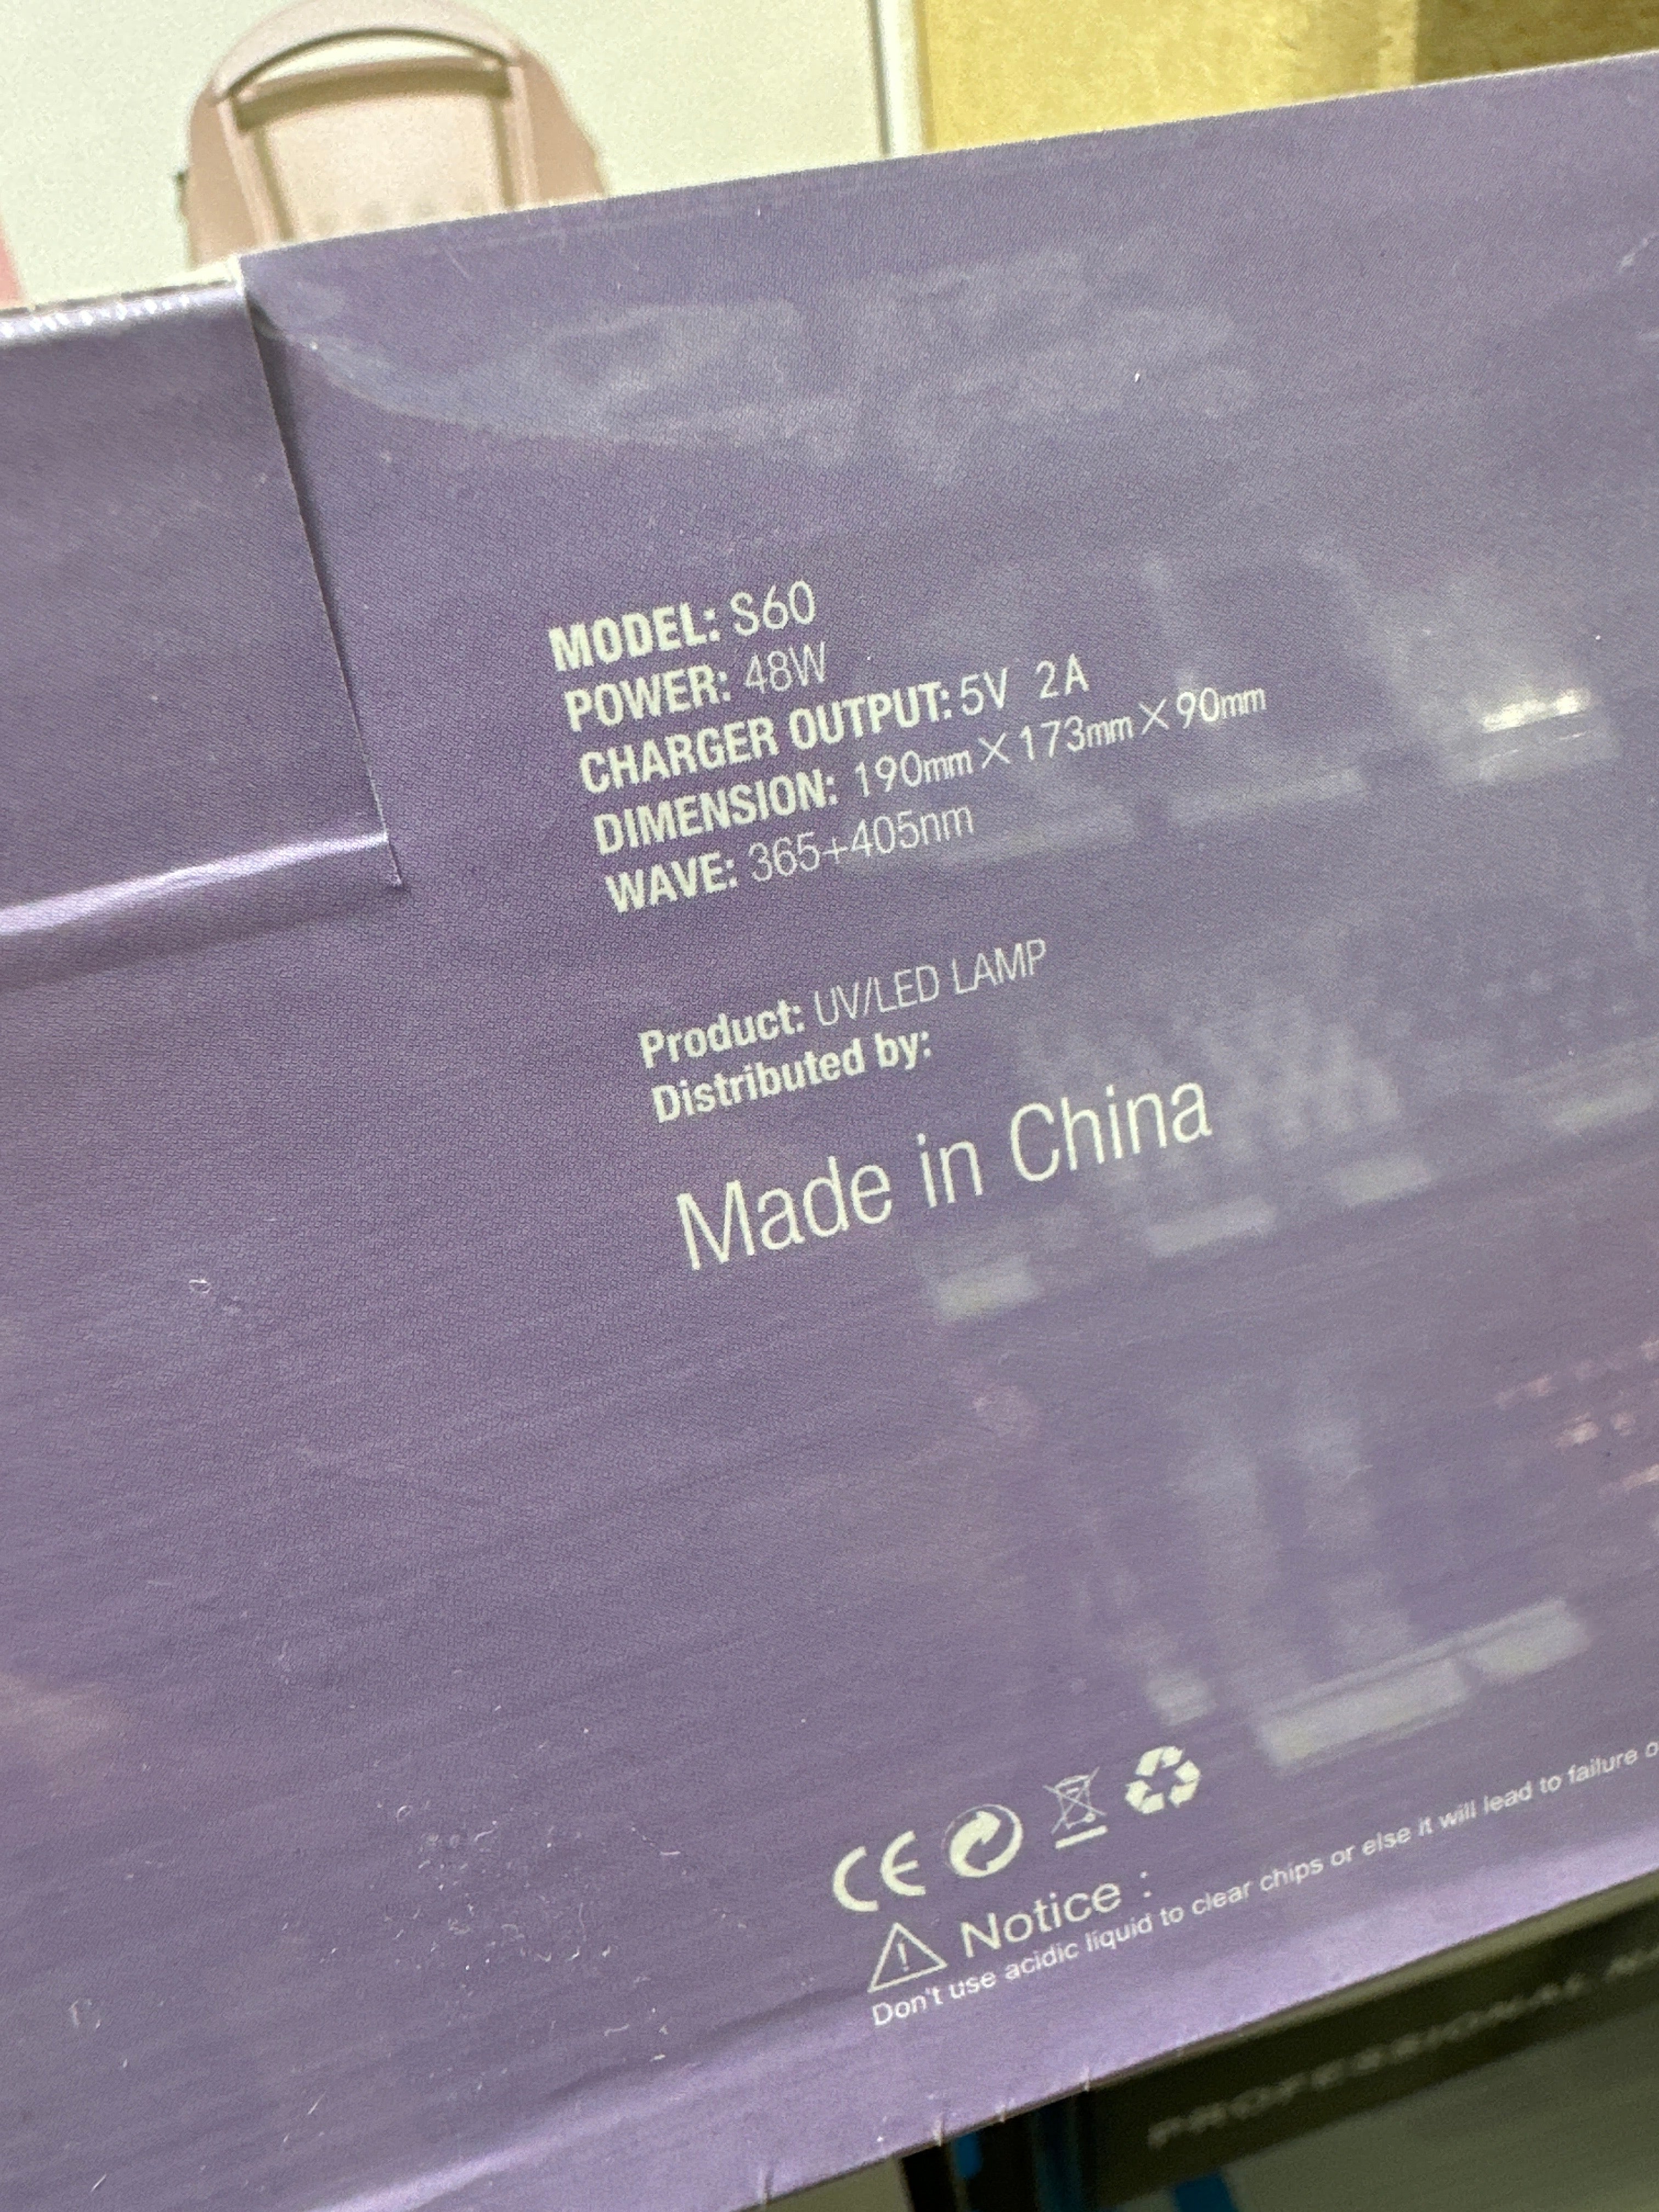 MODEL: S60
POWER: 48W
CHARGER OUTPUT: 5V 2A
DIMENSION: 190mm×173mm×90mm
WAVE: 365+405nm
Product: UV/LED LAMP
Distributed by:
Made in China
CE
Notice :
Don't use acidic liquid to clear chips or else it will lead to failure
PROFESSIONAL